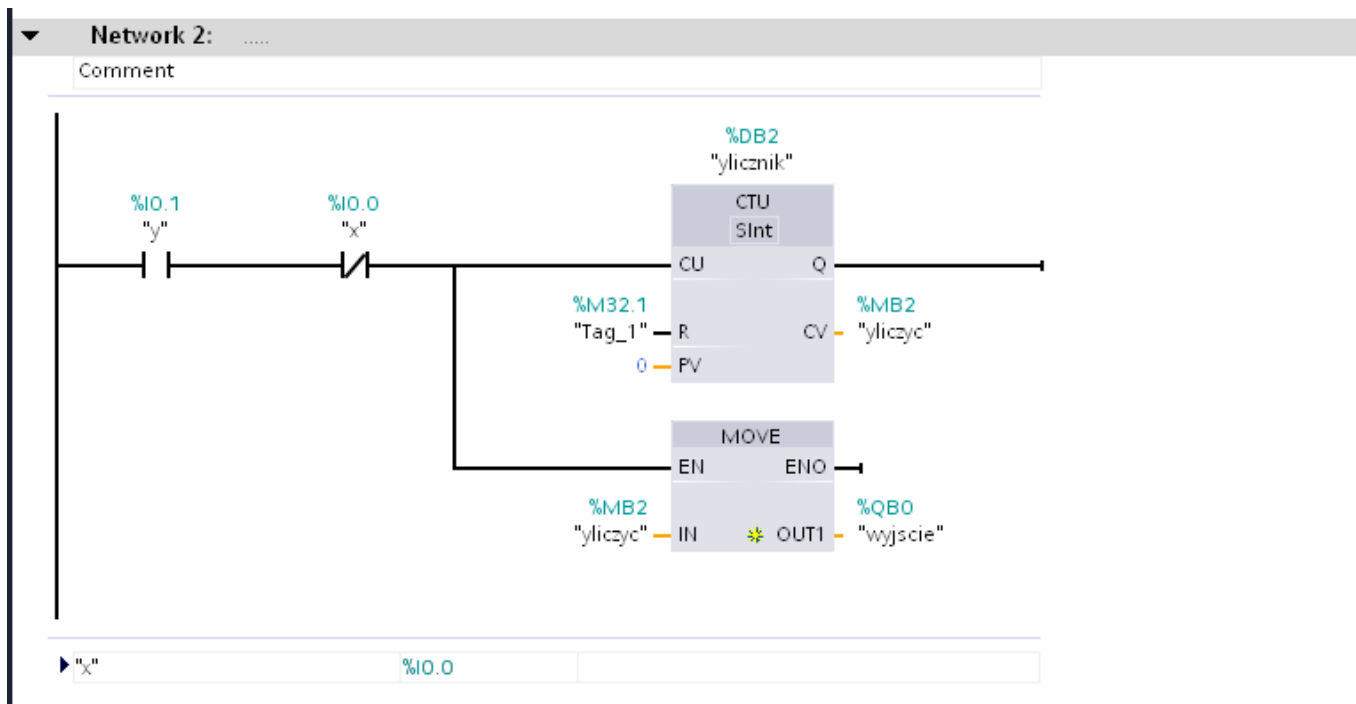 Network 2: .....
Comment
%DB2
"ylicznik"
%I0.1 %I0.0 CTU
"y" "x" SInt
CU Q
%M32.1 %MB2
"Tag_1" R CV "yliczyc"
0 PV
MOVE
EN ENO
%MB2 %QB0
"yliczyc" IN OUT1 "wyjscie"
"x" %I0.0